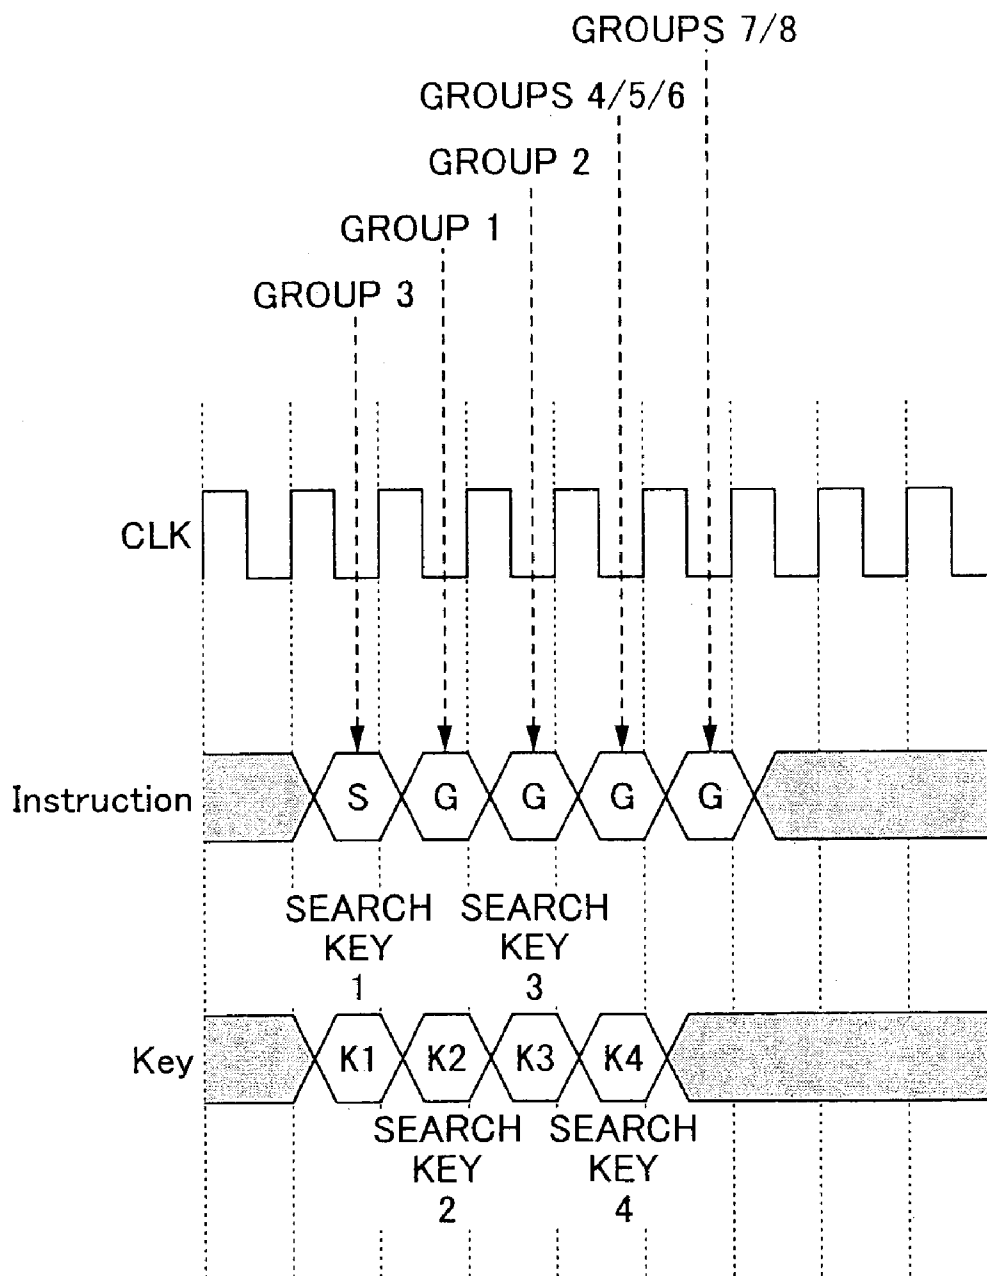 GROUPS 7/8
GROUPS 4/5/6
GROUP 2
GROUP 1
GROUP 3
CLK
Instruction
S
G
G
G
G
SEARCH
KEY
1
SEARCH
KEY
3
Key
K1
K2
K3
K4
SEARCH
KEY
2
SEARCH
KEY
4